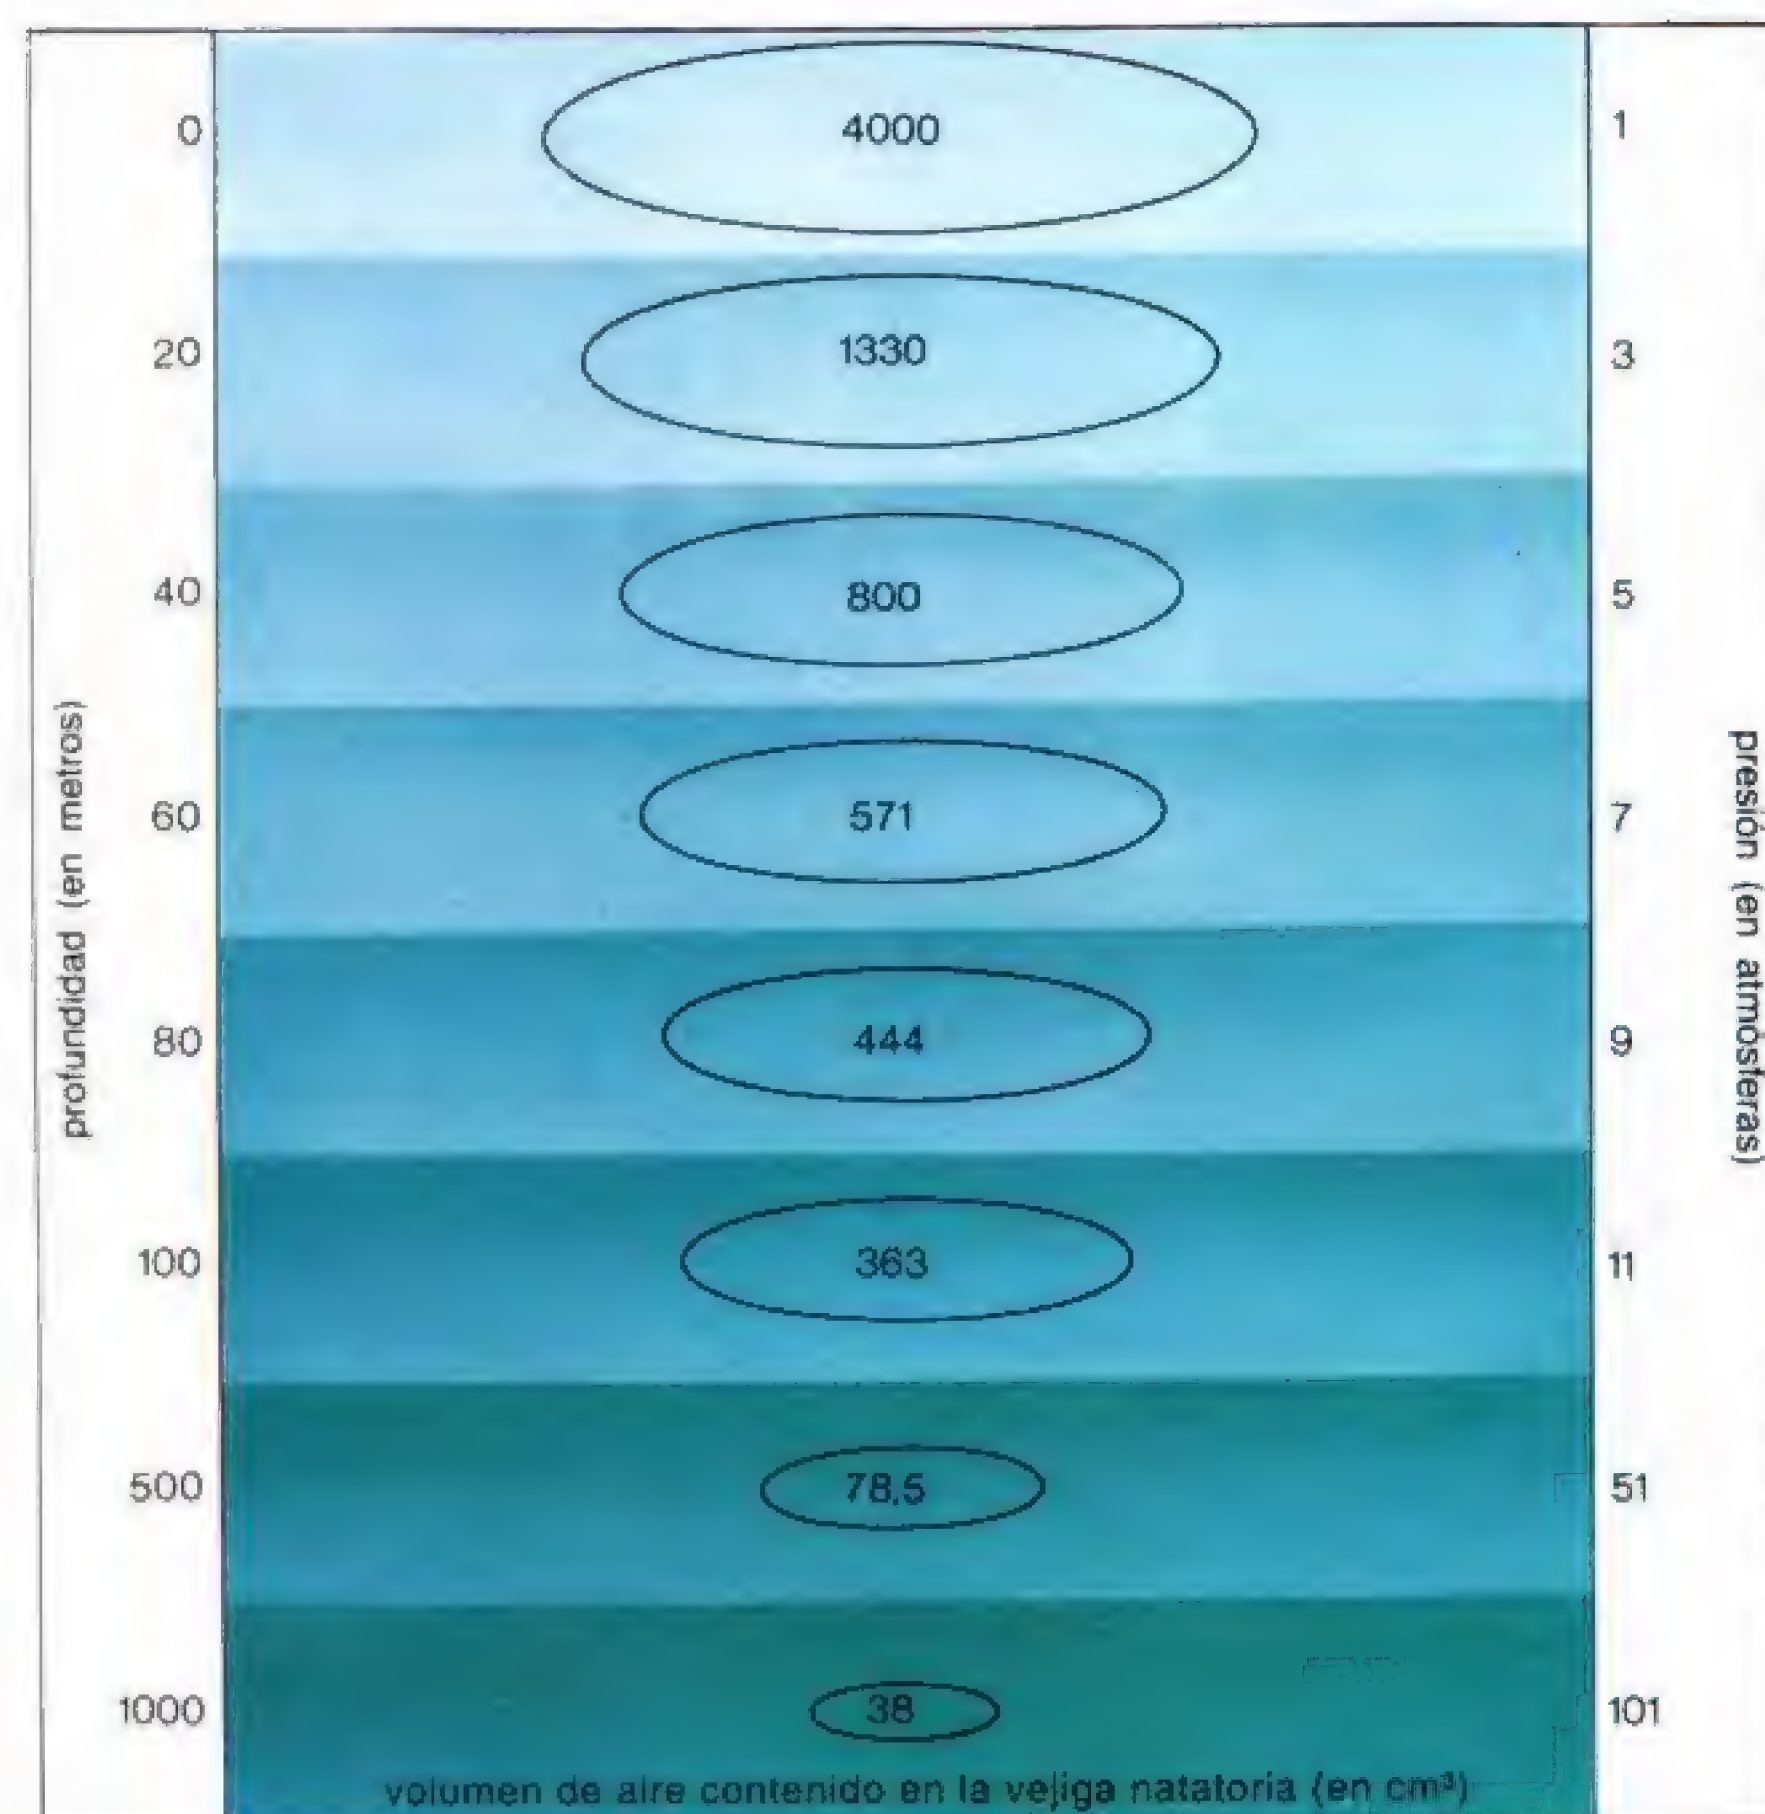 0 4000 1
20 1330 3
40 800 5
60 571 7
80 444 9
100 363 11
500 78,5 51
1000 38 101
profundidad (en metros)
presión (en atmósferas)
volumen de aire contenido en la vejiga natatoria (en cm³)